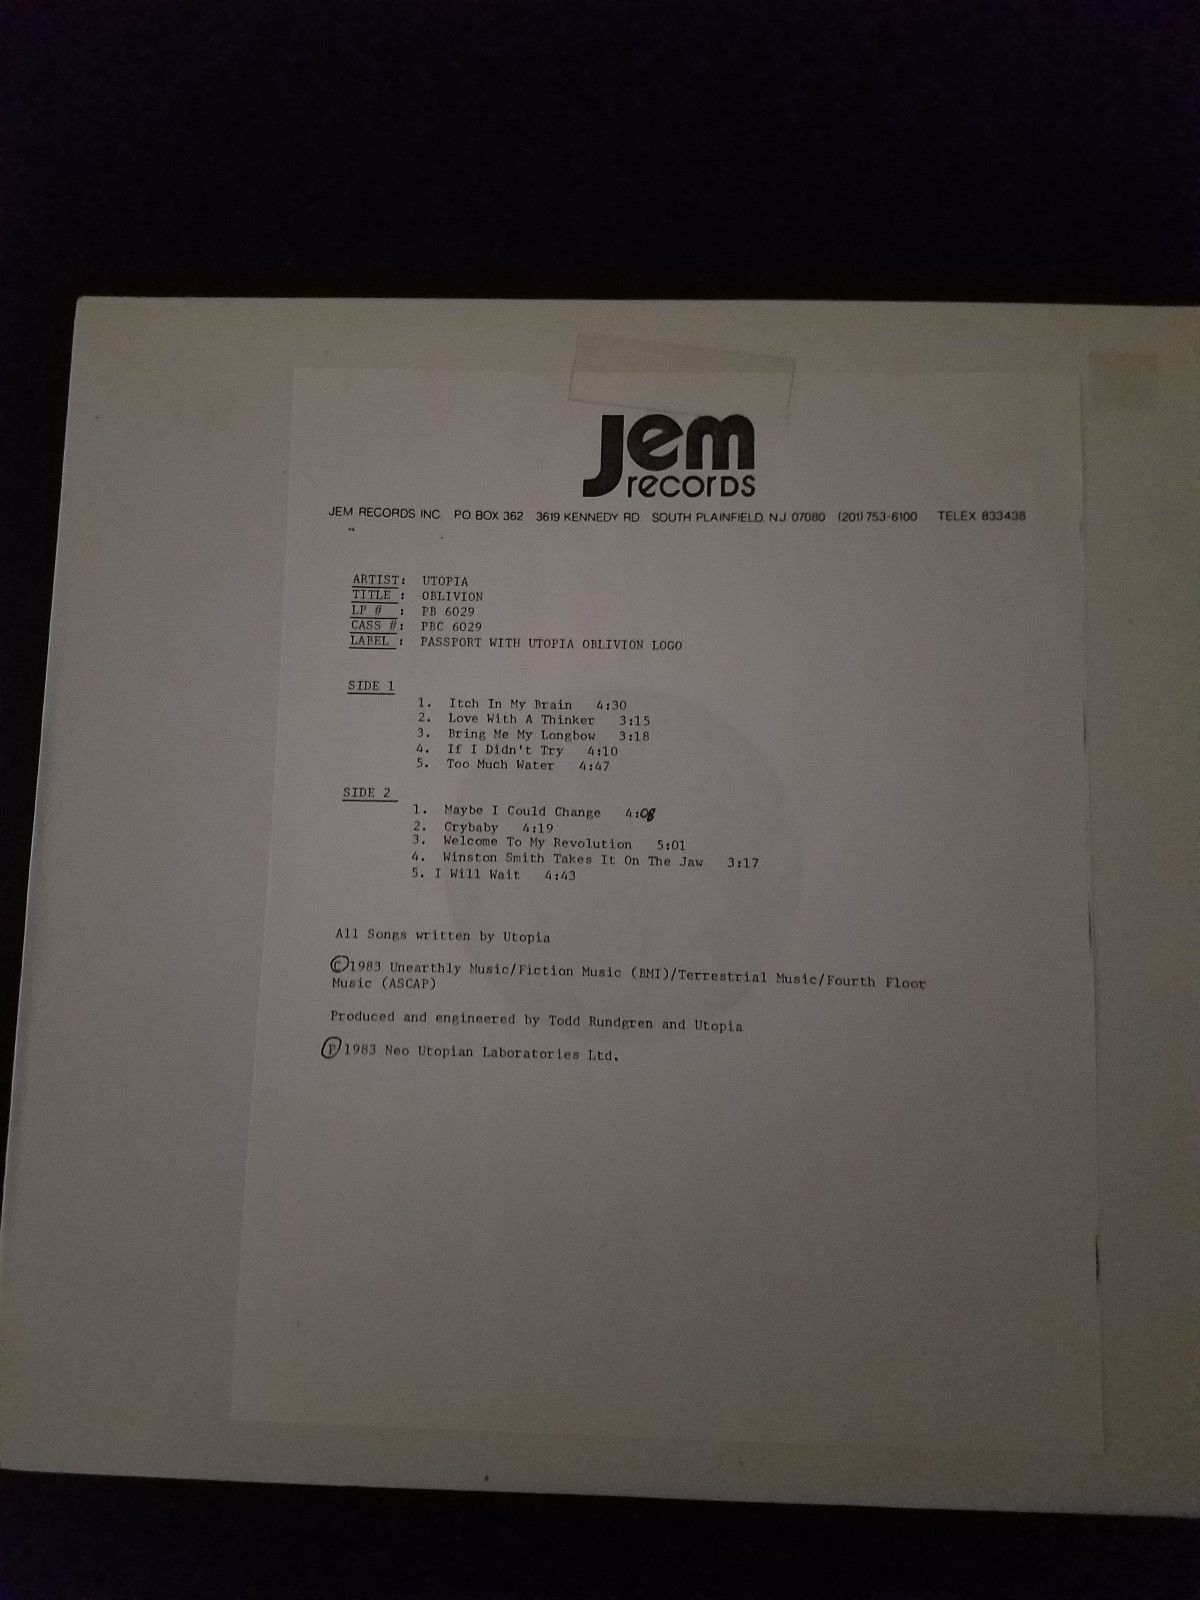 Jem
records
JEM RECORDS INC. PO BOX 362 3619 KENNEDY RD SOUTH PLAINFIELD, N.J. 07080 (201) 753-6100 TELEX 833438
ARTIST: UTOPIA
TITLE : OBLIVION
LP # : PB 6029
CASS #: PBC 6029
LABEL : PASSPORT WITH UTOPIA OBLIVION LOGO
SIDE 1
1. Itch In My Brain 4:30
2. Love With A Thinker 3:15
3. Bring Me My Longbow 3:18
4. If I Didn't Try 4:10
5. Too Much Water 4:47
SIDE 2
1. Maybe I Could Change 4:08
2. Crybaby 4:19
3. Welcome To My Revolution 5:01
4. Winston Smith Takes It On The Jaw 3:17
5. I Will Wait 4:43
All Songs written by Utopia
©1983 Unearthly Music/Fiction Music (BMI)/Terrestrial Music/Fourth Floor
Music (ASCAP)
Produced and engineered by Todd Rundgren and Utopia
℗1983 Neo Utopian Laboratories Ltd.